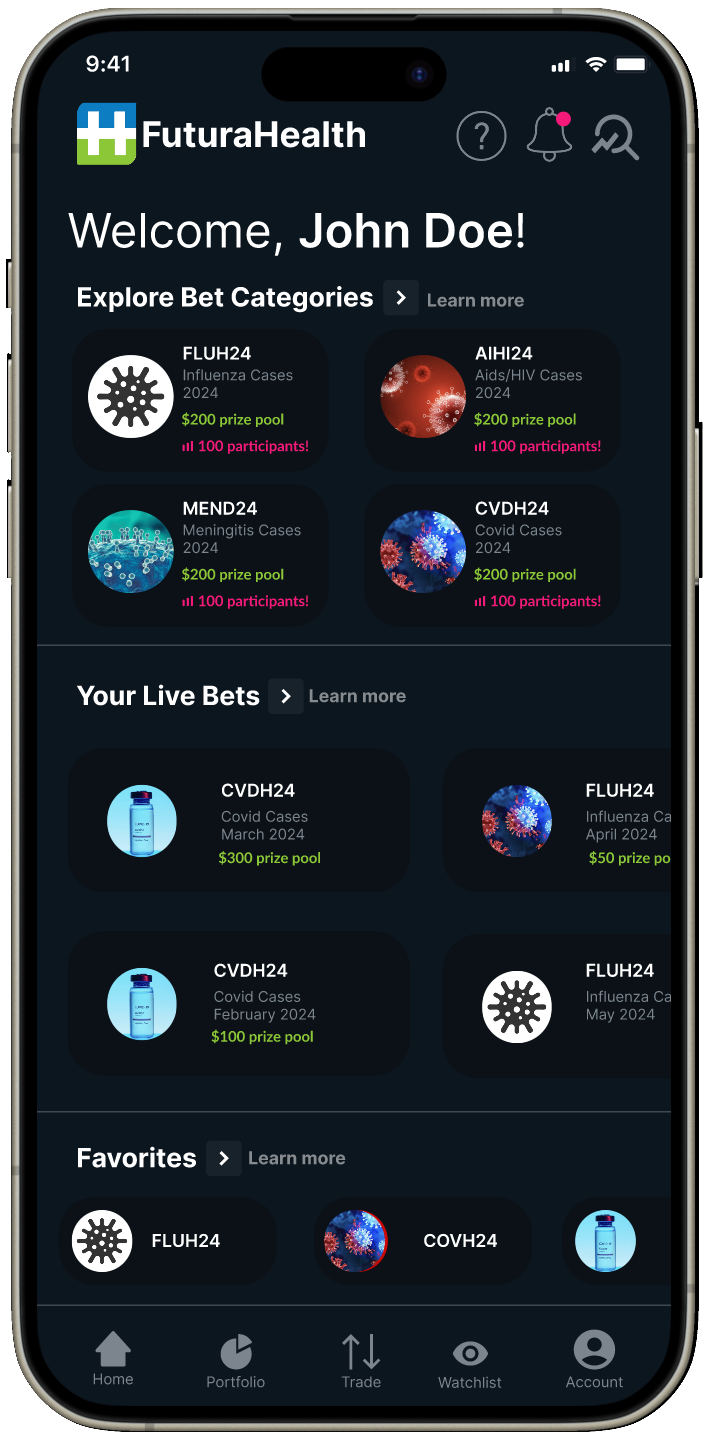 9:41
FuturaHealth
?
Welcome, John Doe!
Explore Bet Categories
Learn more
FLUH24
Influenza Cases
2024
$200 prize pool
100 participants!
AIHI24
Aids/HIV Cases
2024
$200 prize pool
100 participants!
MEND24
Meningitis Cases
2024
$200 prize pool
100 participants!
CVDH24
Covid Cases
2024
$200 prize pool
100 participants!
Your Live Bets
Learn more
CVDH24
Covid Cases
March 2024
$300 prize pool
FLUH24
Influenza Ca
April 2024
$50 prize po
CVDH24
Covid Cases
February 2024
$100 prize pool
FLUH24
Influenza Ca
May 2024
Favorites
Learn more
FLUH24
COVH24
Home
Portfolio
Trade
Watchlist
Account